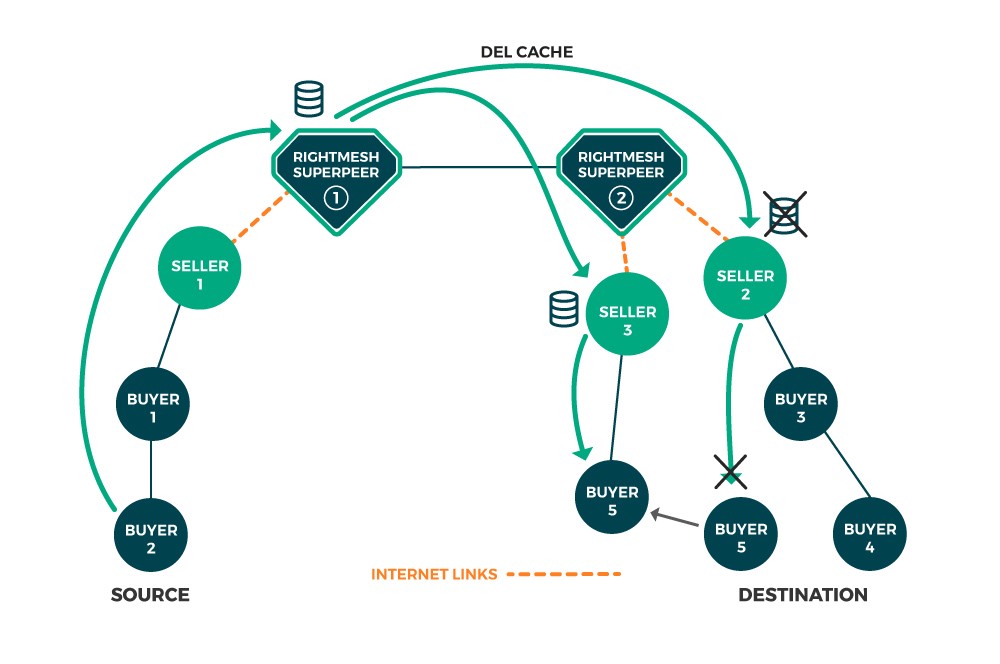 DEL CACHE
RIGHTMESH
SUPERPEER
1
RIGHTMESH
SUPERPEER
2
SELLER
1
SELLER
2
SELLER
3
BUYER
1
BUYER
3
BUYER
5
BUYER
2
BUYER
5
BUYER
4
INTERNET LINKS
SOURCE
DESTINATION